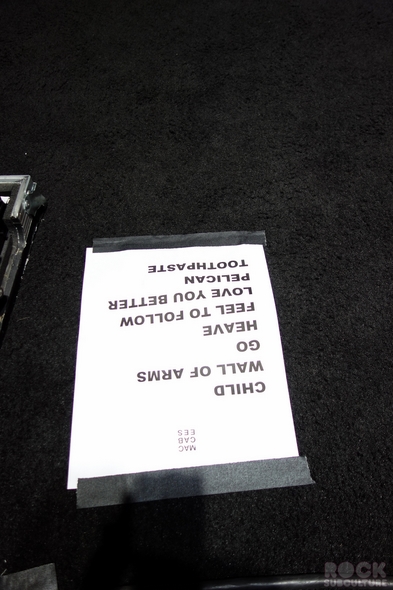 MAC
CAB
EES
CHILD
WALL OF ARMS
GO
HEAVE
FEEL TO FOLLOW
LOVE YOU BETTER
PELICAN
TOOTHPASTE
ROCK
SUBCULTURE